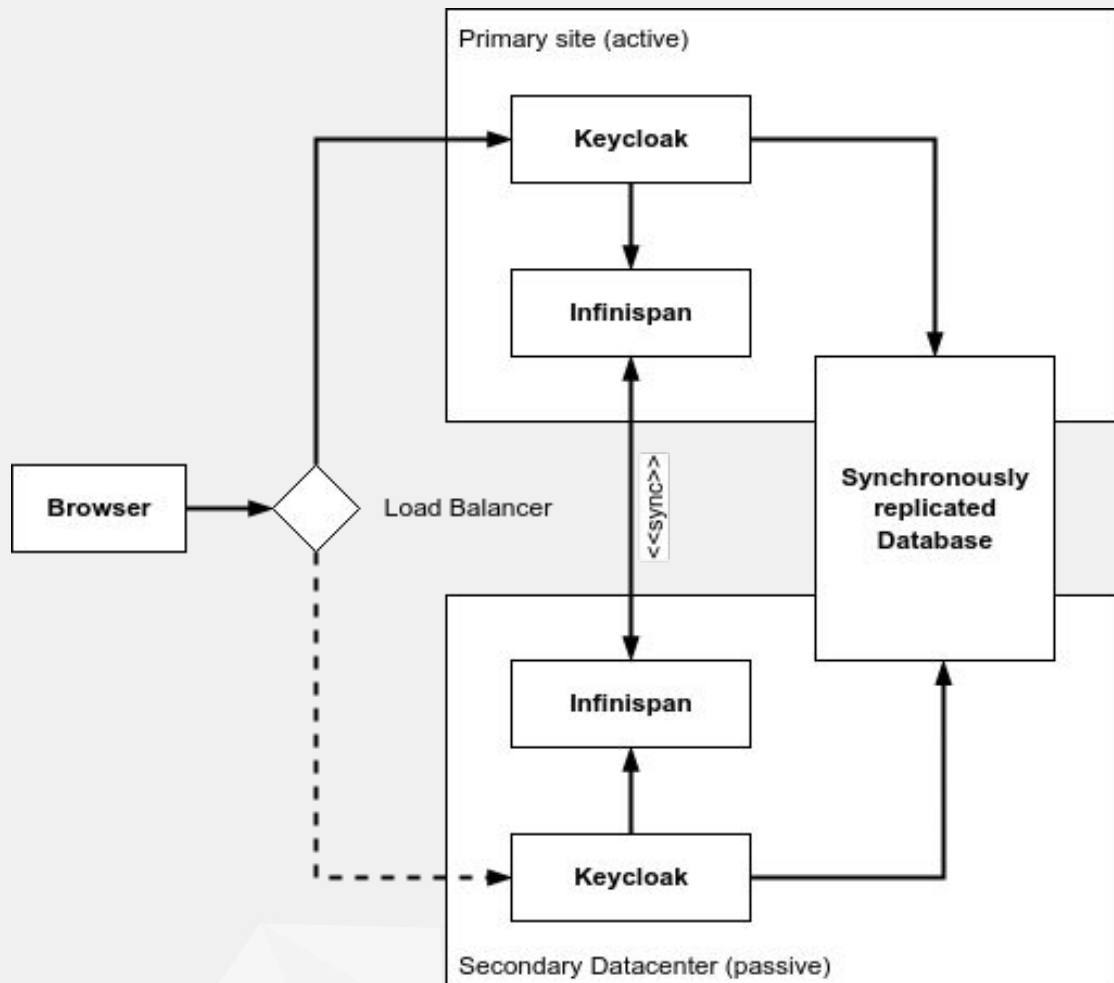 Primary site (active)
Keycloak
Infinispan
Browser
Load Balancer
<<sync>>
Synchronously
replicated
Database
Infinispan
Keycloak
Secondary Datacenter (passive)